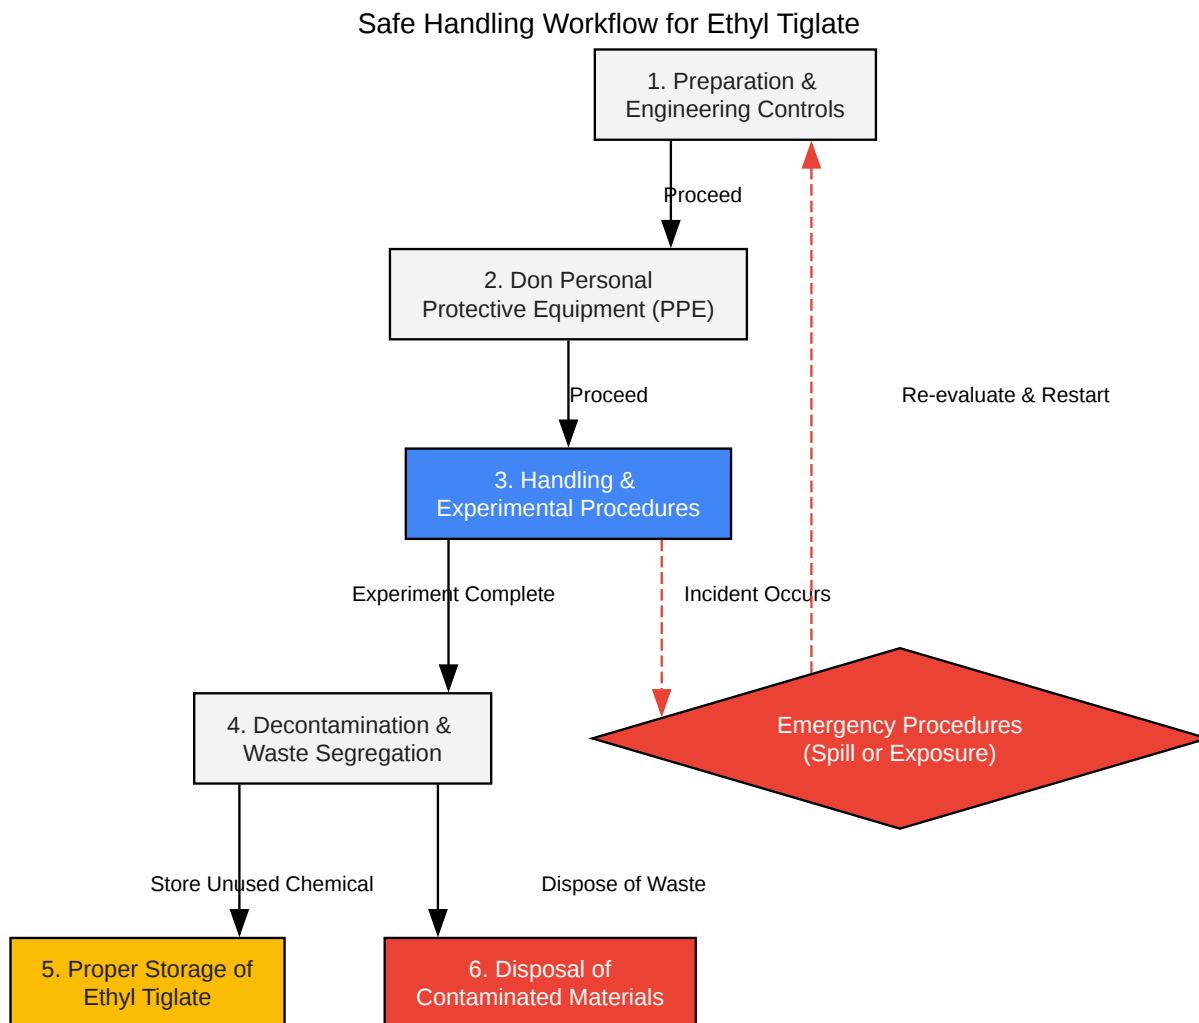 Safe Handling Workflow for Ethyl Tiglate
1. Preparation &
Engineering Controls
Proceed
2. Don Personal
Protective Equipment (PPE)
Proceed
Re-evaluate & Restart
3. Handling &
Experimental Procedures
Experiment Complete
Incident Occurs
4. Decontamination &
Waste Segregation
Emergency Procedures
(Spill or Exposure)
Store Unused Chemical
Dispose of Waste
5. Proper Storage of
Ethyl Tiglate
6. Disposal of
Contaminated Materials